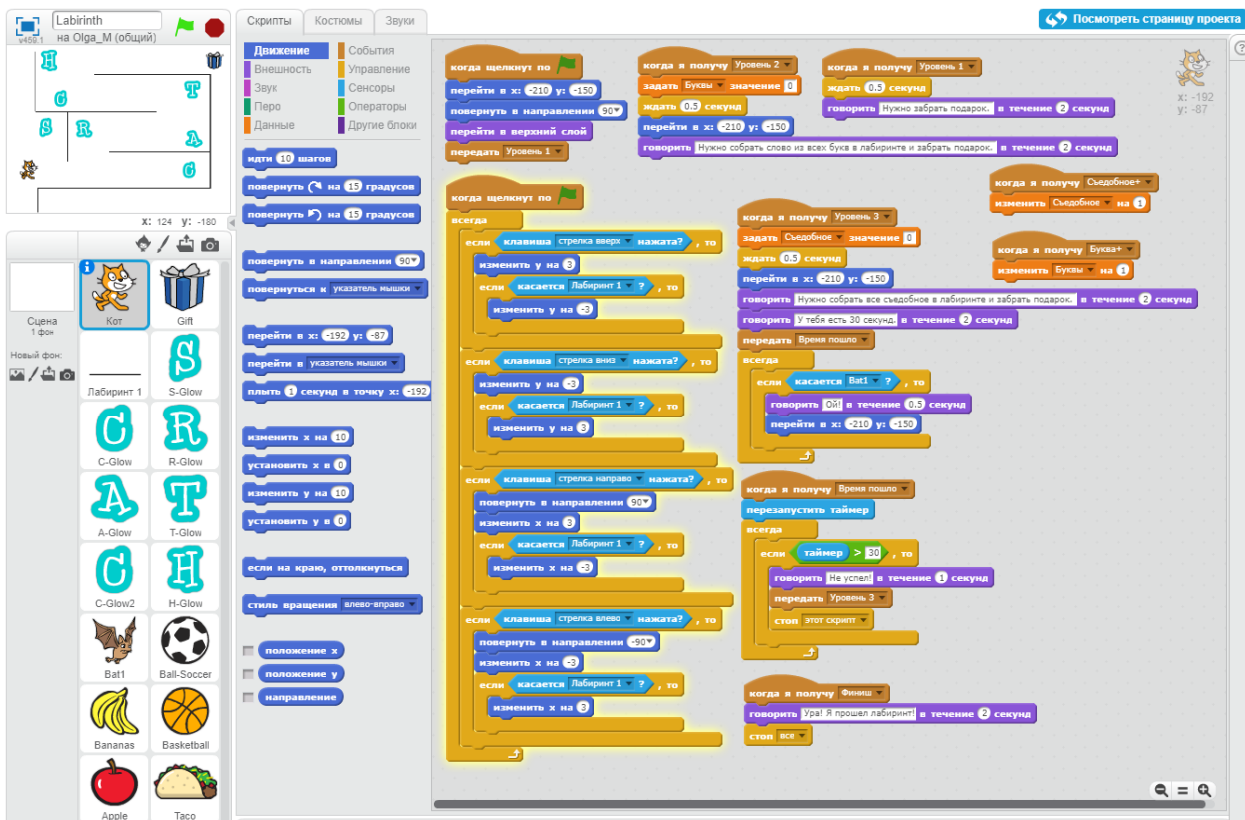 Labirinth
на Olga_M (общий)
v459.1
Скрипты
Костюмы
Звуки
Посмотреть страницу проекта
H
T
C
S
R
A
C
x: 124 y: -180
Кот
Gift
Сцена
1 фон
Новый фон:
Лабиринт 1
S-Glow
C-Glow
R-Glow
A-Glow
T-Glow
C-Glow2
H-Glow
Bat1
Ball-Soccer
Bananas
Basketball
Apple
Taco
Движение
События
Внешность
Управление
Звук
Сенсоры
Перо
Операторы
Данные
Другие блоки
идти 10 шагов
повернуть на 15 градусов
повернуть на 15 градусов
повернуть в направлении 90
повернуться к указатель мышки
перейти в x: -192 y: -87
перейти в указатель мышки
плыть 1 секунд в точку x: -192
изменить x на 10
установить x в 0
изменить y на 10
установить y в 0
если на краю, оттолкнуться
стиль вращения влево-вправо
положение x
положение y
направление
когда щелкнут по
перейти в x: -210 y: -150
повернуть в направлении 90
перейти в верхний слой
передать Уровень 1
когда я получу Уровень 2
задать Буквы значение 0
ждать 0.5 секунд
перейти в x: -210 y: -150
говорить Нужно собрать слово из всех букв в лабиринте и забрать подарок. в течение 2 секунд
когда я получу Уровень 1
ждать 0.5 секунд
говорить Нужно забрать подарок. в течение 2 секунд
x: -192
y: -87
когда щелкнут по
всегда
если клавиша стрелка вверх нажата? , то
изменить y на 3
если касается Лабиринт 1 ? , то
изменить y на -3
если клавиша стрелка вниз нажата? , то
изменить y на -3
если касается Лабиринт 1 ? , то
изменить y на 3
если клавиша стрелка направо нажата? , то
повернуть в направлении 90
изменить x на 3
если касается Лабиринт 1 ? , то
изменить x на -3
если клавиша стрелка влево нажата? , то
повернуть в направлении -90
изменить x на -3
если касается Лабиринт 1 ? , то
изменить x на 3
когда я получу Съедобное+
изменить Съедобное на 1
когда я получу Буква+
изменить Буквы на 1
когда я получу Уровень 3
задать Съедобное значение 0
ждать 0.5 секунд
перейти в x: -210 y: -150
говорить Нужно собрать все съедобное в лабиринте и забрать подарок. в течение 2 секунд
говорить У тебя есть 30 секунд. в течение 2 секунд
передать Время пошло
всегда
если касается Bat1 ? , то
говорить Ой! в течение 0.5 секунд
перейти в x: -210 y: -150
когда я получу Время пошло
перезапустить таймер
всегда
если таймер > 30 , то
говорить Не успел! в течение 1 секунд
передать Уровень 3
стоп этот скрипт
когда я получу Финиш
говорить Ура! Я прошел лабиринт! в течение 2 секунд
стоп все